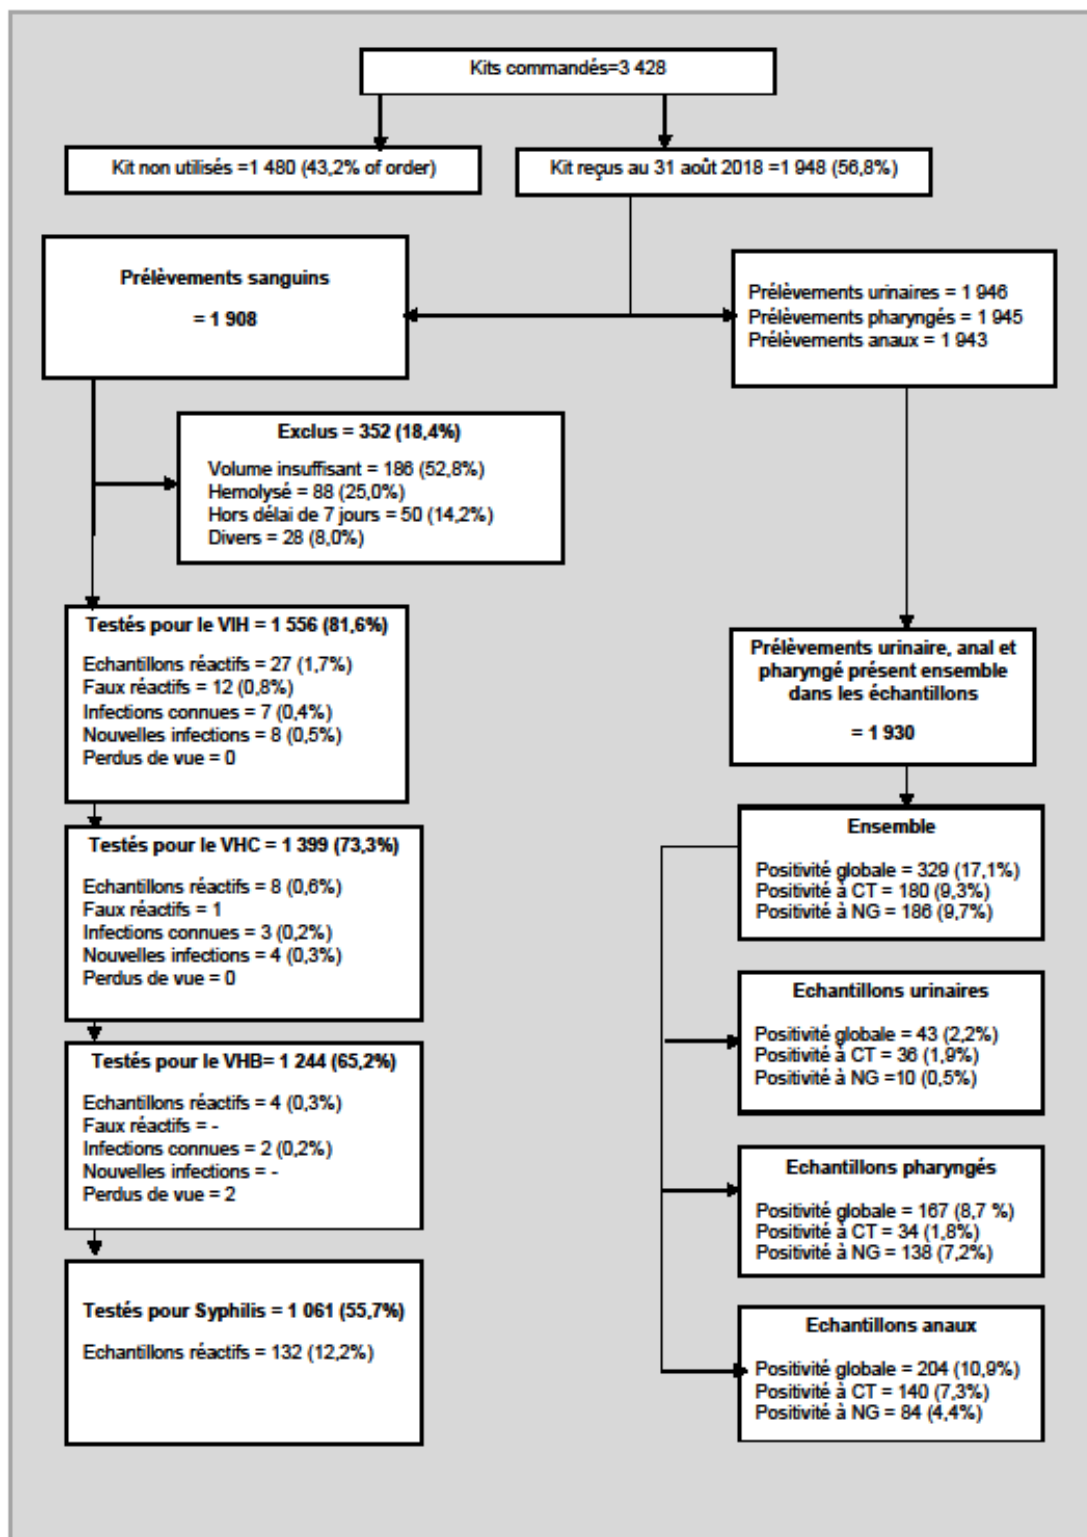 Kits commandés=3 428
Kit non utilisés =1 480 (43,2% of order)
Kit reçus au 31 août 2018 =1 948 (56,8%)
Prélèvements sanguins
= 1 908
Prélèvements urinaires = 1 946
Prélèvements pharyngés = 1 945
Prélèvements anaux = 1 943
Exclus = 352 (18,4%)
Volume insuffisant = 186 (52,8%)
Hemolysé = 88 (25,0%)
Hors délai de 7 jours = 50 (14,2%)
Divers = 28 (8,0%)
Testés pour le VIH = 1 556 (81,6%)
Echantillons réactifs = 27 (1,7%)
Faux réactifs = 12 (0,8%)
Infections connues = 7 (0,4%)
Nouvelles infections = 8 (0,5%)
Perdus de vue = 0
Testés pour le VHC = 1 399 (73,3%)
Echantillons réactifs = 8 (0,6%)
Faux réactifs = 1
Infections connues = 3 (0,2%)
Nouvelles infections = 4 (0,3%)
Perdus de vue = 0
Testés pour le VHB= 1 244 (65,2%)
Echantillons réactifs = 4 (0,3%)
Faux réactifs = -
Infections connues = 2 (0,2%)
Nouvelles infections = -
Perdus de vue = 2
Testés pour Syphilis = 1 061 (55,7%)
Echantillons réactifs = 132 (12,2%)
Prélèvements urinaire, anal et
pharyngé présent ensemble
dans les échantillons
= 1 930
Ensemble
Positivité globale = 329 (17,1%)
Positivité à CT = 180 (9,3%)
Positivité à NG = 186 (9,7%)
Echantillons urinaires
Positivité globale = 43 (2,2%)
Positivité à CT = 36 (1,9%)
Positivité à NG =10 (0,5%)
Echantillons pharyngés
Positivité globale = 167 (8,7 %)
Positivité à CT = 34 (1,8%)
Positivité à NG = 138 (7,2%)
Echantillons anaux
Positivité globale = 204 (10,9%)
Positivité à CT = 140 (7,3%)
Positivité à NG = 84 (4,4%)